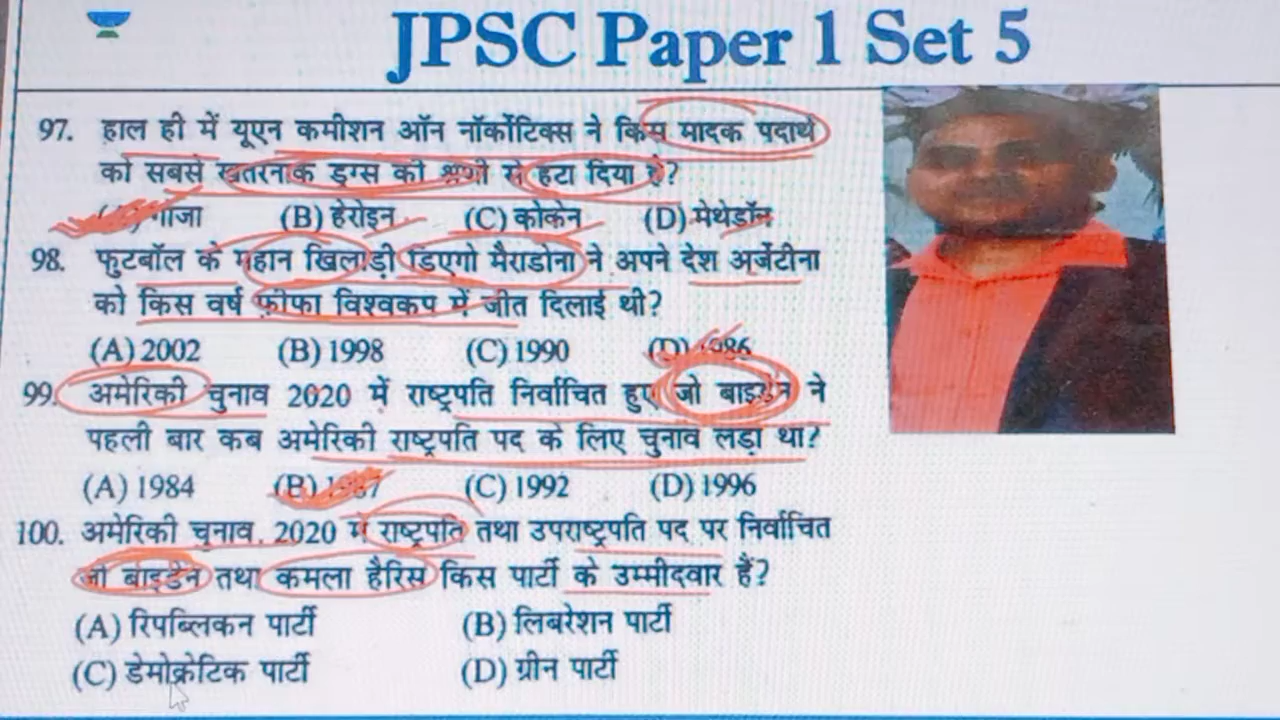 JPSC Paper 1 Set 5
97. हाल ही में यूएन कमीशन ऑन नॉर्कोटिक्स ने किस मादक पदार्थ
को सबसे खतरनाक ड्रग्स की श्रेणी से हटा दिया है?
गांजा (B) हेरोइन (C) कोकेन (D) मेथेडॉन
98. फुटबॉल के महान खिलाड़ी डिएगो मैराडोना ने अपने देश अर्जेंटीना
को किस वर्ष फ़ीफा विश्वकप में जीत दिलाई थी?
(A) 2002 (B) 1998 (C) 1990 (D) 1986
99. अमेरिकी चुनाव 2020 में राष्ट्रपति निर्वाचित हुए जो बाइडेन ने
पहली बार कब अमेरिकी राष्ट्रपति पद के लिए चुनाव लड़ा था?
(A) 1984 (B) 1987 (C) 1992 (D) 1996
100. अमेरिकी चुनाव, 2020 में राष्ट्रपति तथा उपराष्ट्रपति पद पर निर्वाचित
जो बाइडेन तथा कमला हैरिस किस पार्टी के उम्मीदवार हैं?
(A) रिपब्लिकन पार्टी (B) लिबरेशन पार्टी
(C) डेमोक्रेटिक पार्टी (D) ग्रीन पार्टी